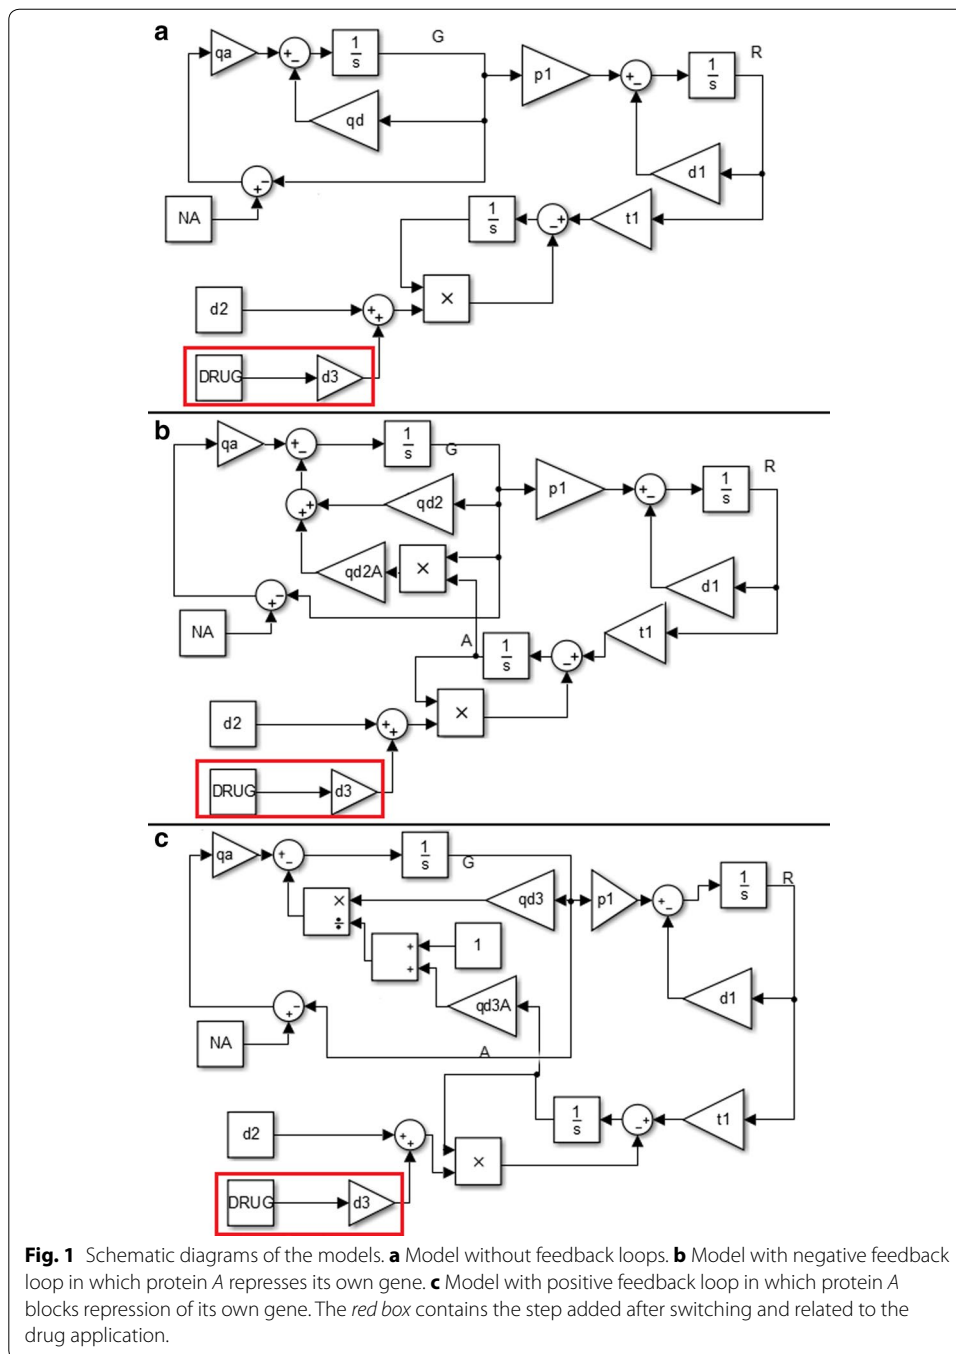 a
G
R
qa
+
−
1
s
p1
+
−
1
s
qd
d1
+
−
NA
1
s
−
+
t1
×
d2
+
+
DRUG
d3
b
qa
+
−
1
s
G
R
qd2
p1
+
−
1
s
+
+
qd2A
×
d1
+
−
NA
A
1
s
−
+
t1
×
d2
+
+
DRUG
d3
c
qa
+
−
1
s
G
R
×
÷
qd3
p1
+
−
1
s
+
+
1
qd3A
d1
+
−
NA
A
1
s
−
+
t1
d2
+
+
×
DRUG
d3
Fig. 1 Schematic diagrams of the models. a Model without feedback loops. b Model with negative feedback
loop in which protein A represses its own gene. c Model with positive feedback loop in which protein A
blocks repression of its own gene. The red box contains the step added after switching and related to the
drug application.